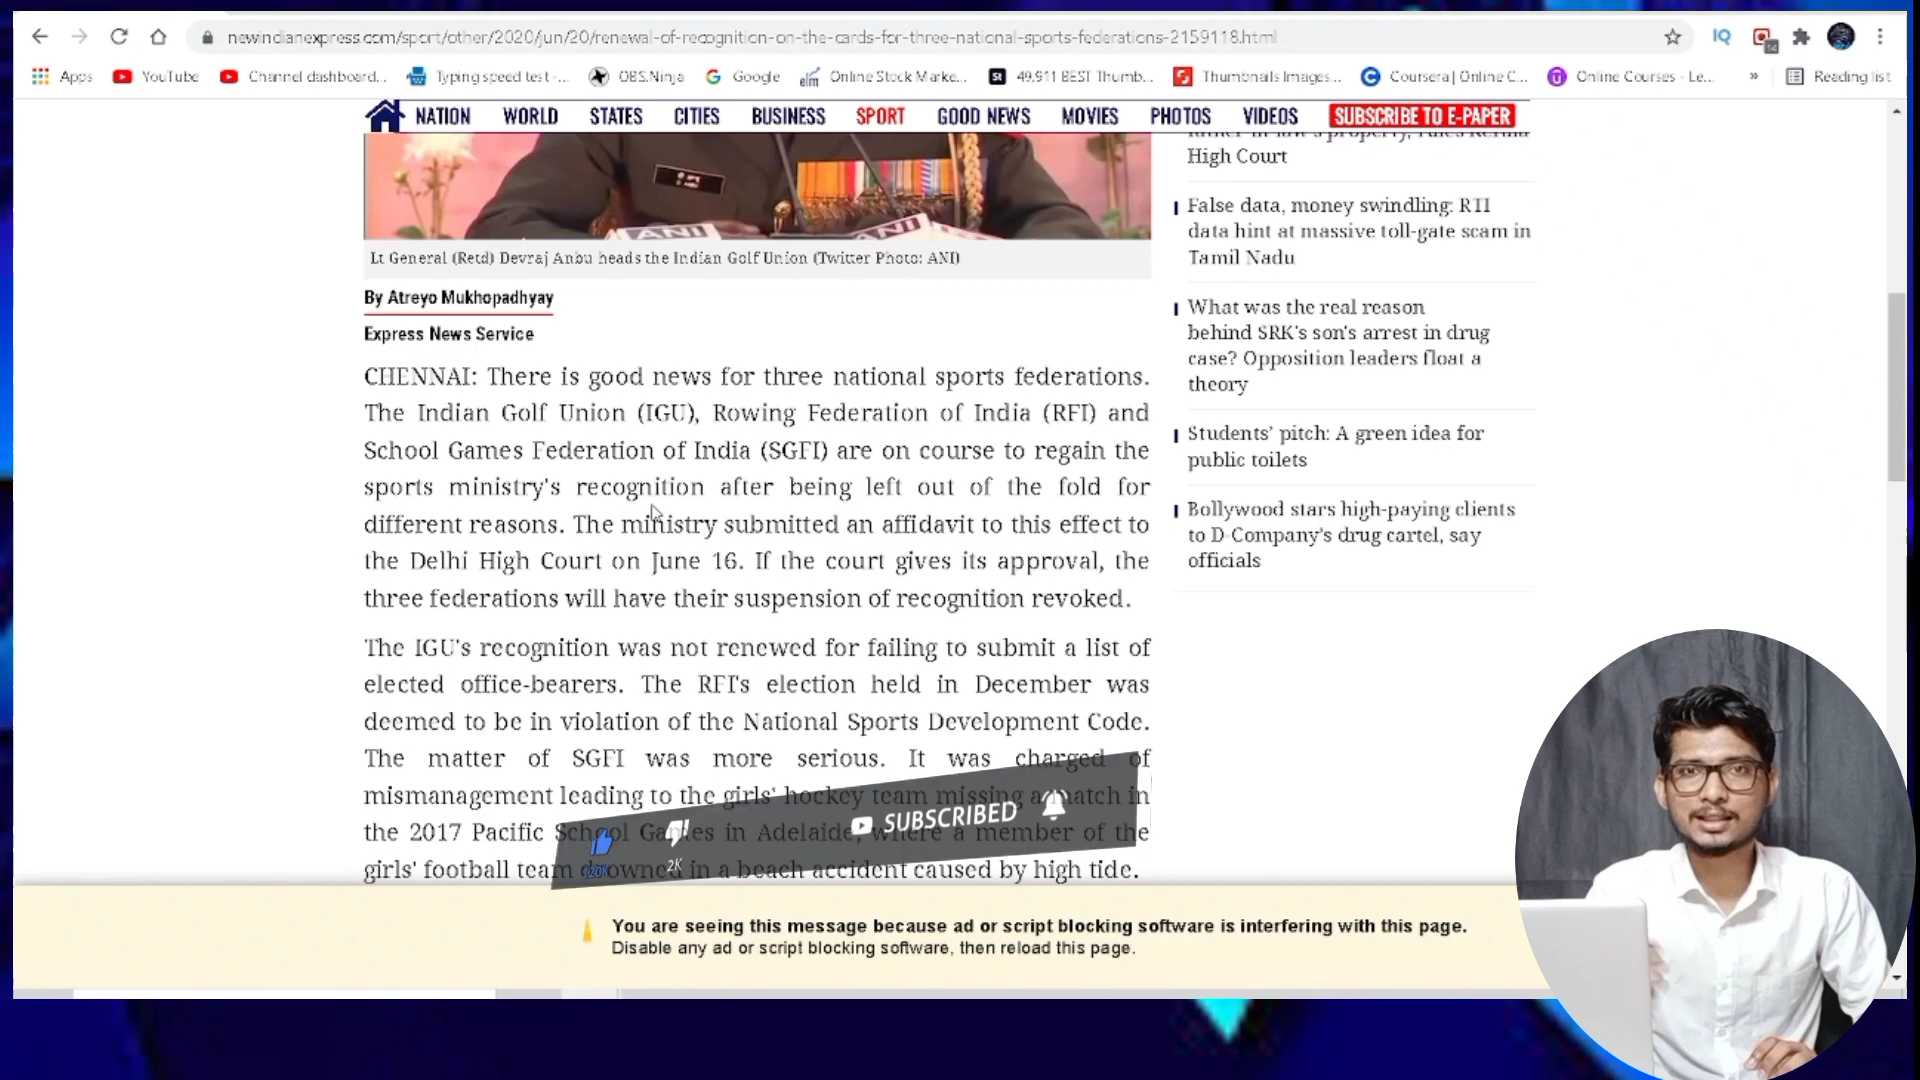 newindianexpress.com/sport/other/2020/jun/20/renewal-of-recognition-on-the-cards-for-three-national-sports-federations-2159118.html
IQ
Apps YouTube Channel dashboard... Typing speed test -... OBS.Ninja Google Online Stock Marke... 49,911 BEST Thumb... Thumbnails Images... Coursera | Online C... Online Courses - Le... » Reading list
NATION WORLD STATES CITIES BUSINESS SPORT GOOD NEWS MOVIES PHOTOS VIDEOS SUBSCRIBE TO E-PAPER
ANI ANI
Lt General (Retd) Devraj Anbu heads the Indian Golf Union (Twitter Photo: ANI)
By Atreyo Mukhopadhyay
Express News Service
CHENNAI: There is good news for three national sports federations.
The Indian Golf Union (IGU), Rowing Federation of India (RFI) and
School Games Federation of India (SGFI) are on course to regain the
sports ministry's recognition after being left out of the fold for
different reasons. The ministry submitted an affidavit to this effect to
the Delhi High Court on June 16. If the court gives its approval, the
three federations will have their suspension of recognition revoked.
The IGU's recognition was not renewed for failing to submit a list of
elected office-bearers. The RFI's election held in December was
deemed to be in violation of the National Sports Development Code.
The matter of SGFI was more serious. It was charged of
mismanagement leading to the girls' hockey team missing a match in
the 2017 Pacific School Games in Adelaide, where a member of the
girls' football team drowned in a beach accident caused by high tide.
father-in-law's property, rules Kerala
High Court
False data, money swindling: RTI
data hint at massive toll-gate scam in
Tamil Nadu
What was the real reason
behind SRK's son's arrest in drug
case? Opposition leaders float a
theory
Students' pitch: A green idea for
public toilets
Bollywood stars high-paying clients
to D-Company's drug cartel, say
officials
2K
SUBSCRIBED
You are seeing this message because ad or script blocking software is interfering with this page.
Disable any ad or script blocking software, then reload this page.